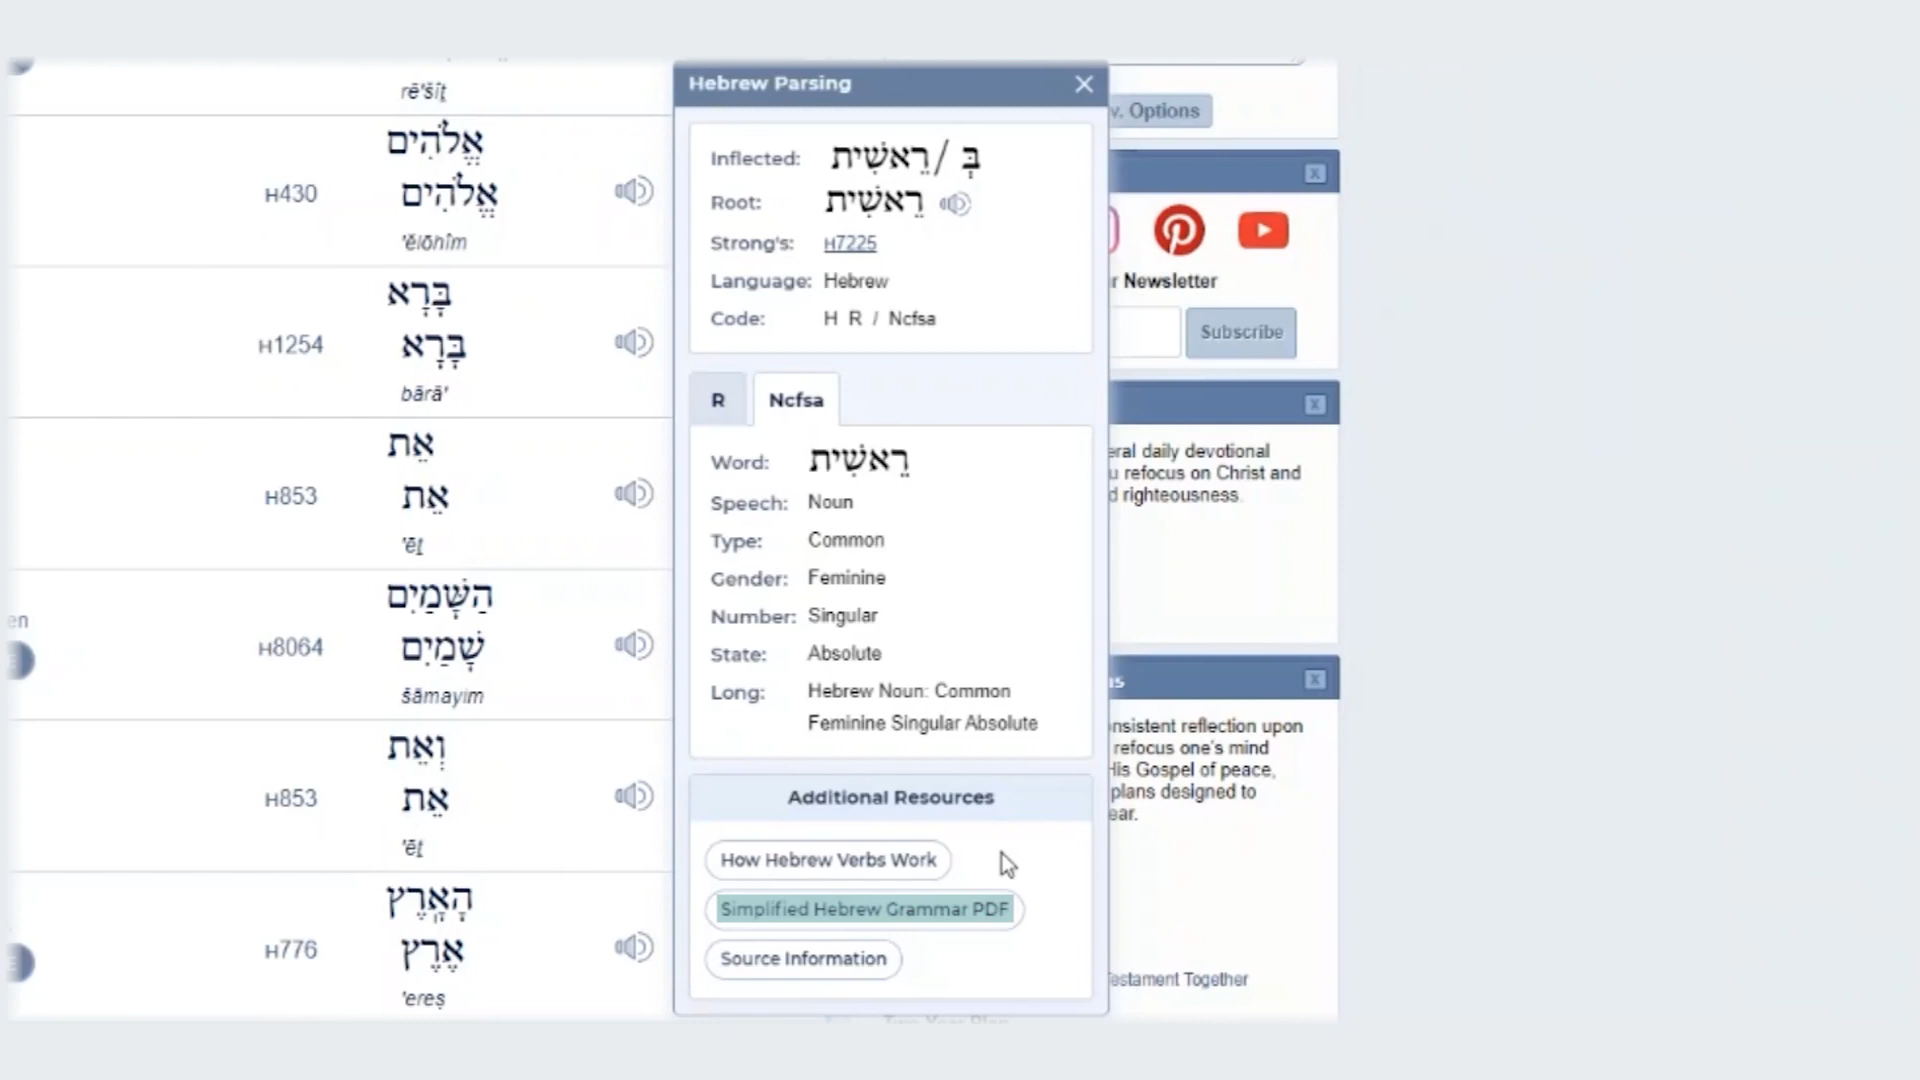 rē'šîṯ
אֱלֹהִים
H430
אֱלֹהִים
'ĕlōhîm
בָּרָא
H1254
בָּרָא
bārā'
אֵת
H853
אֵת
'ēṯ
הַשָּׁמַיִם
en
H8064
שָׁמַיִם
šāmayim
וְאֵת
H853
אֵת
'ēṯ
הָאָרֶץ
H776
אֶרֶץ
'ereṣ
Hebrew Parsing
Inflected: בְּ /רֵאשִׁית
Root: רֵאשִׁית
Strong's: H7225
Language: Hebrew
Code: H R / Ncfsa
R Ncfsa
Word: רֵאשִׁית
Speech: Noun
Type: Common
Gender: Feminine
Number: Singular
State: Absolute
Long: Hebrew Noun: Common
Feminine Singular Absolute
Additional Resources
How Hebrew Verbs Work
Simplified Hebrew Grammar PDF
Source Information
v. Options
X
r Newsletter
Subscribe
X
eral daily devotional
u refocus on Christ and
d righteousness.
ns
X
nsistent reflection upon
refocus one's mind
His Gospel of peace,
plans designed to
ear.
Testament Together